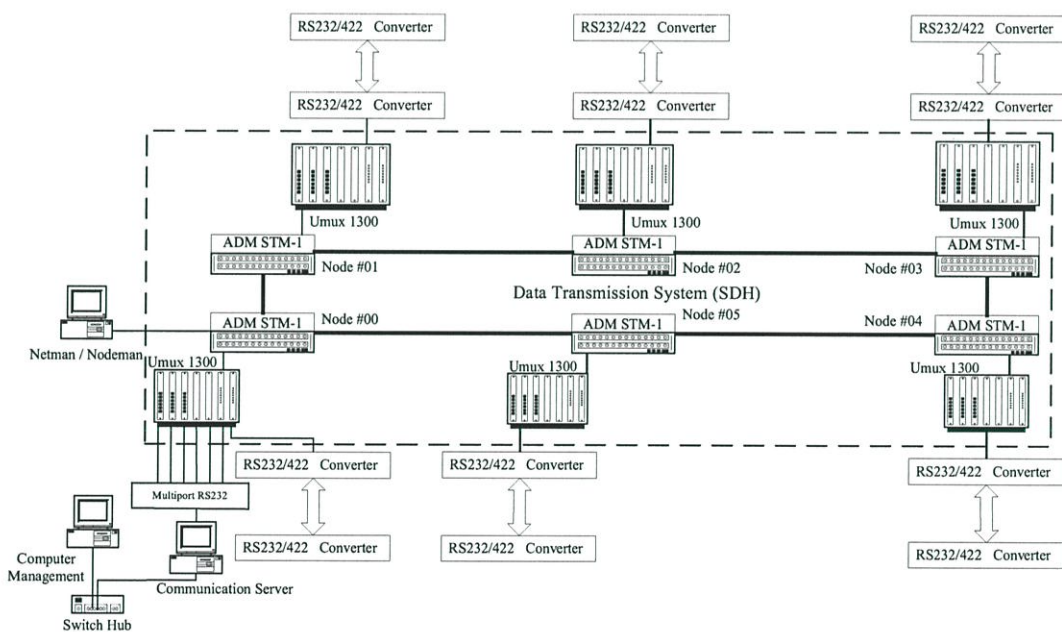 RS232/422 Converter
RS232/422 Converter
RS232/422 Converter
RS232/422 Converter
RS232/422 Converter
RS232/422 Converter
Umux 1300
Umux 1300
Umux 1300
ADM STM-1
ADM STM-1
ADM STM-1
Node #01
Node #02
Node #03
Data Transmission System (SDH)
ADM STM-1
Node #00
ADM STM-1
Node #05
Node #04
ADM STM-1
Netman / Nodeman
Umux 1300
Umux 1300
Umux 1300
RS232/422 Converter
RS232/422 Converter
RS232/422 Converter
Multiport RS232
RS232/422 Converter
RS232/422 Converter
RS232/422 Converter
Computer
Management
Communication Server
Switch Hub